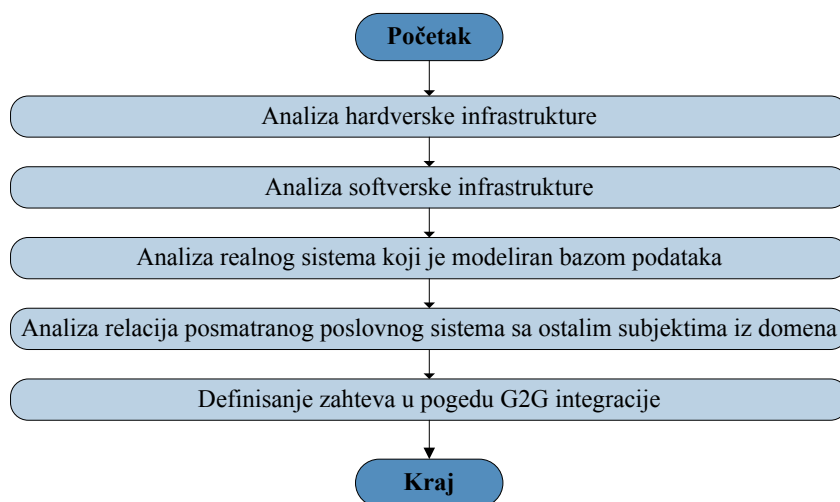 Početak
Analiza hardverske infrastrukture
Analiza softverske infrastrukture
Analiza realnog sistema koji je modeliran bazom podataka
Analiza relacija posmatranog poslovnog sistema sa ostalim subjektima iz domena
Definisanje zahteva u pogedu G2G integracije
Kraj